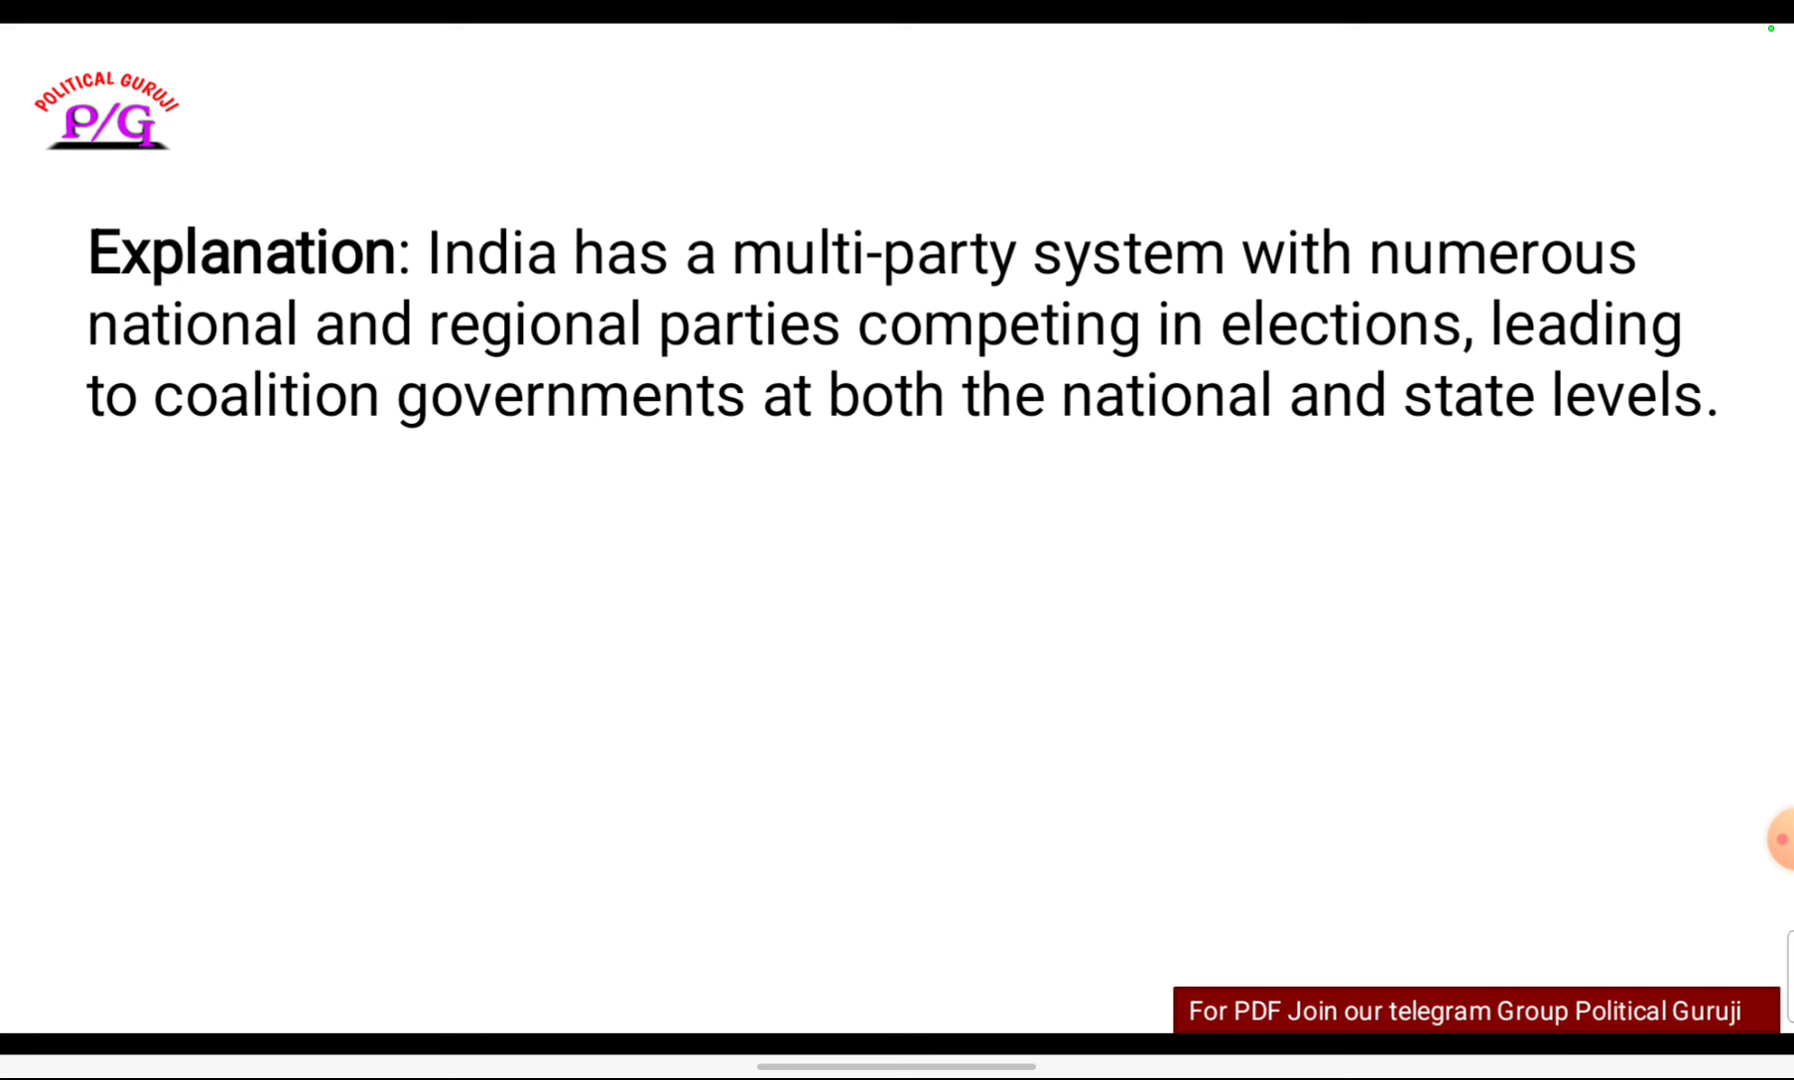 POLITICAL GURUJI
P/G
Explanation: India has a multi-party system with numerous
national and regional parties competing in elections, leading
to coalition governments at both the national and state levels.
For PDF Join our telegram Group Political Guruji